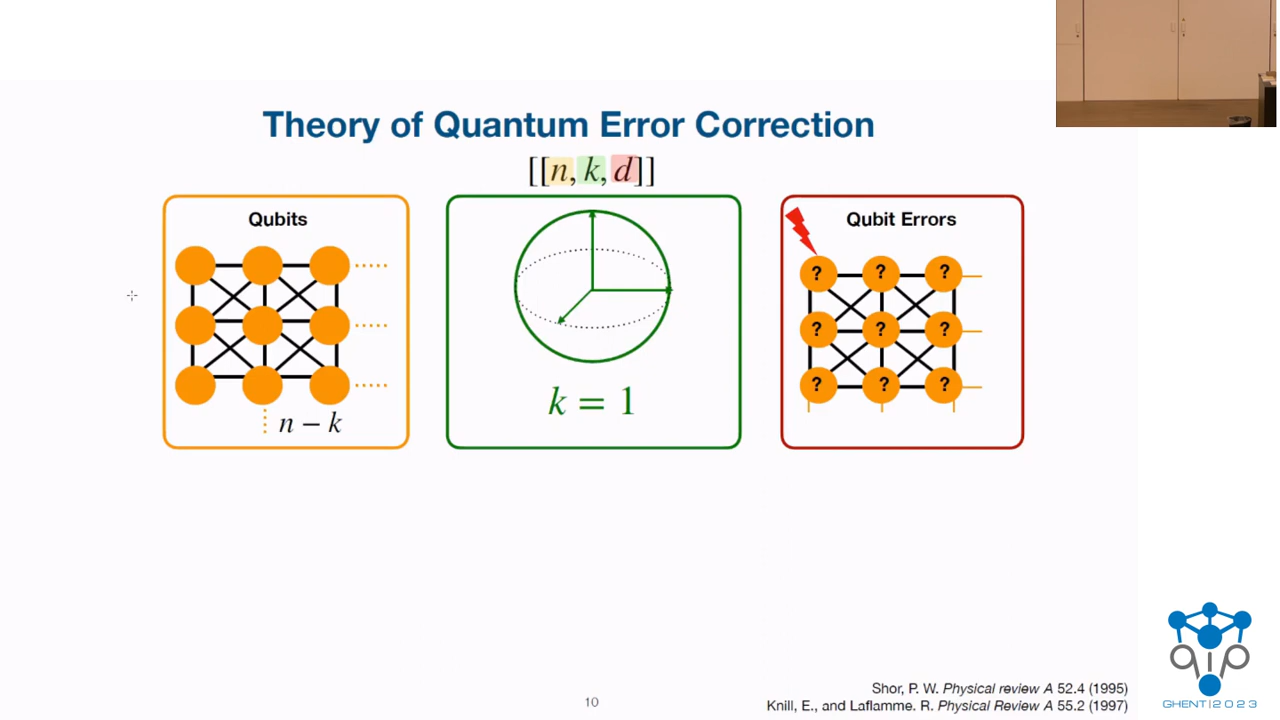 Theory of Quantum Error Correction
[[n, k, d]]
Qubits
n − k
k = 1
Qubit Errors
? ? ?
? ? ?
? ? ?
10
Shor, P. W. Physical review A 52.4 (1995)
Knill, E., and Laflamme. R. Physical Review A 55.2 (1997)
qip
GHENT|2023